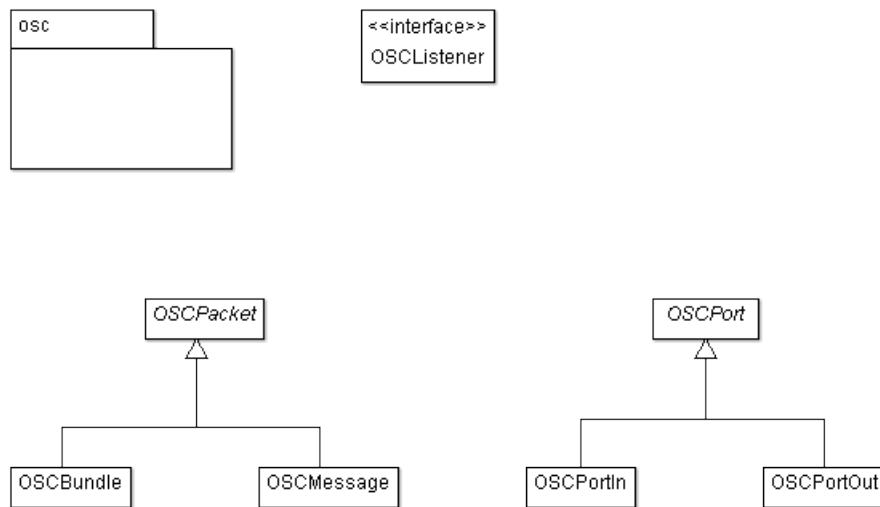 osc
<<interface>>
OSCListener
OSCPacket
OSCPort
OSCBundle
OSCMessage
OSCPortIn
OSCPortOut